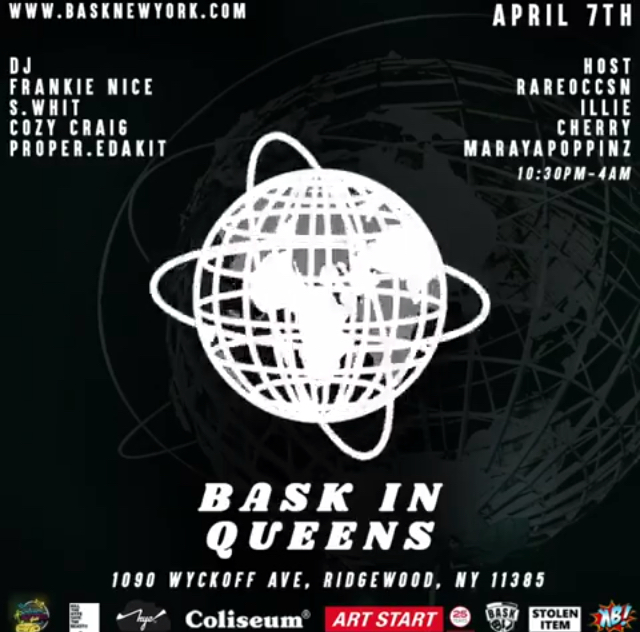 WWW.BASKNEWYORK.COM
APRIL 7TH
DJ
FRANKIE NICE
S.WHIT
COZY CRAIG
PROPER.EDAKIT
HOST
RAREOCCSN
ILLIE
CHERRY
MARAYAPOPPINZ
10:30PM-4AM
BASK IN
QUEENS
1090 WYCKOFF AVE, RIDGEWOOD, NY 11385
Coliseum®
ART START
25
BASK
STOLEN
ITEM